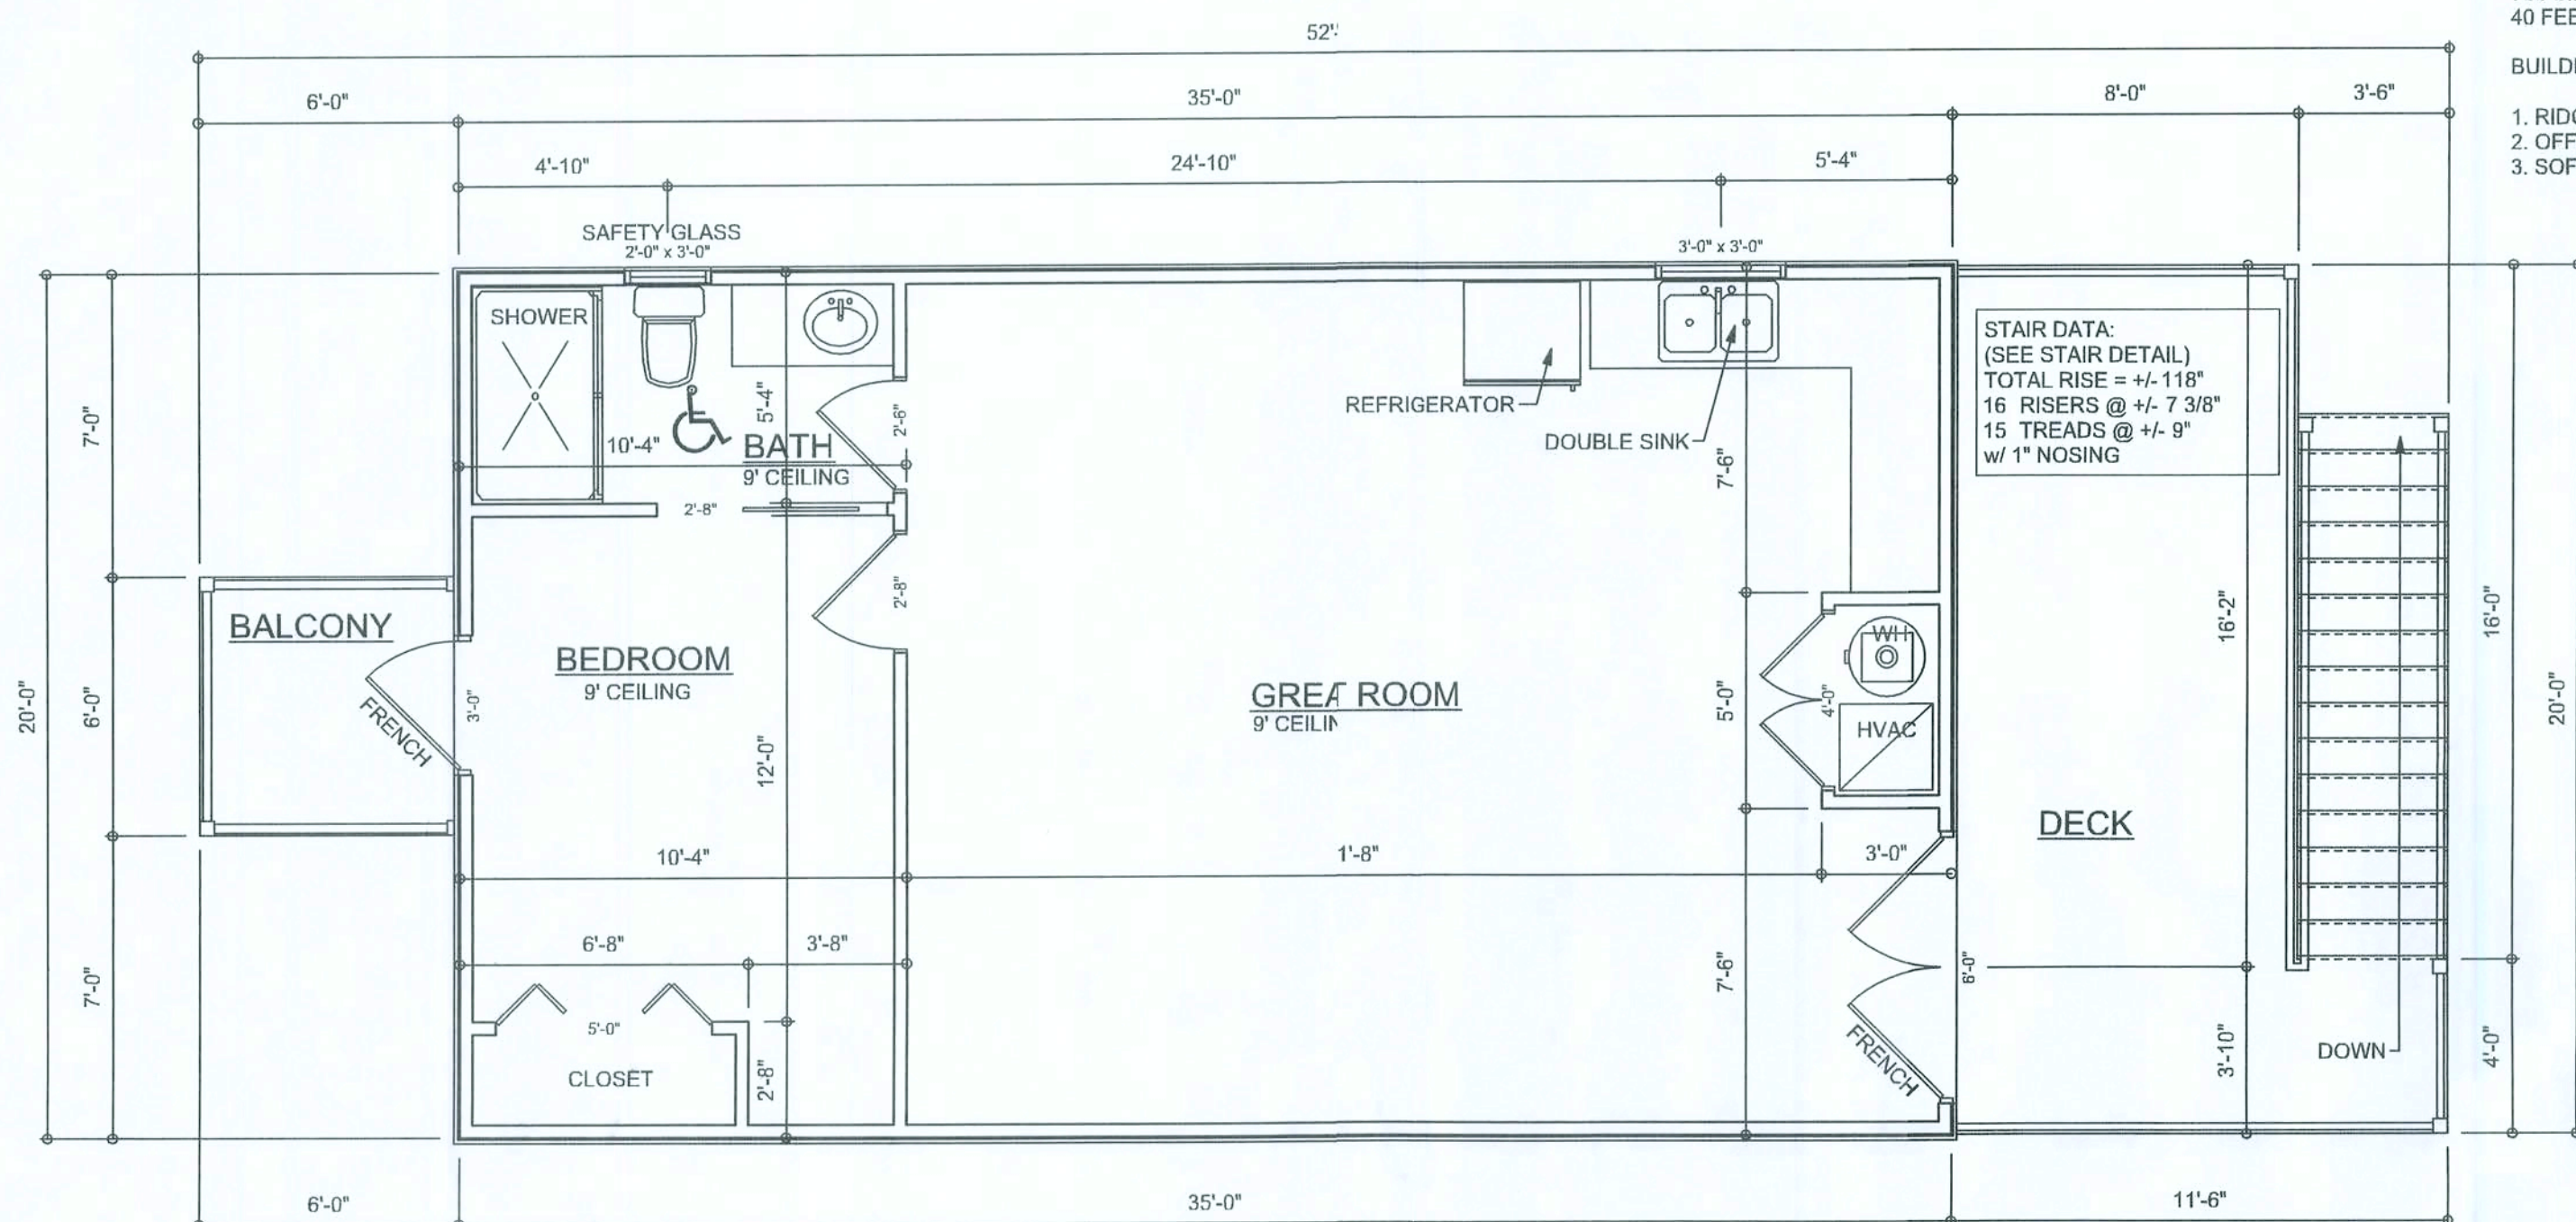 40 FEE
52'
BUILD
6'-0"
35'-0"
8'-0"
3'-6"
1. RID
2. OFF
3. SOF
4'-10"
24'-10"
5'-4"
SAFETY GLASS
2'-0" x 3'-0"
3'-0" x 3'-0"
SHOWER
STAIR DATA:
(SEE STAIR DETAIL)
TOTAL RISE = +/- 118"
16 RISERS @ +/- 7 3/8"
15 TREADS @ +/- 9"
w/ 1" NOSING
REFRIGERATOR
DOUBLE SINK
7'-0"
5'-4"
2'-6"
10'-4"
BATH
9' CEILING
7'-6"
2'-8"
2'-8"
16'-2"
16'-0"
BALCONY
WH
BEDROOM
9' CEILING
GREAT ROOM
9' CEILIN
20'-0"
6'-0"
3'-0"
FRENCH
5'-0"
4'-0"
HVAC
20'-0"
12'-0"
DECK
10'-4"
1'-8"
3'-0"
6'-8"
3'-8"
7'-0"
7'-6"
6'-0"
5'-0"
FRENCH
3'-10"
DOWN
4'-0"
CLOSET
2'-8"
6'-0"
35'-0"
11'-6"